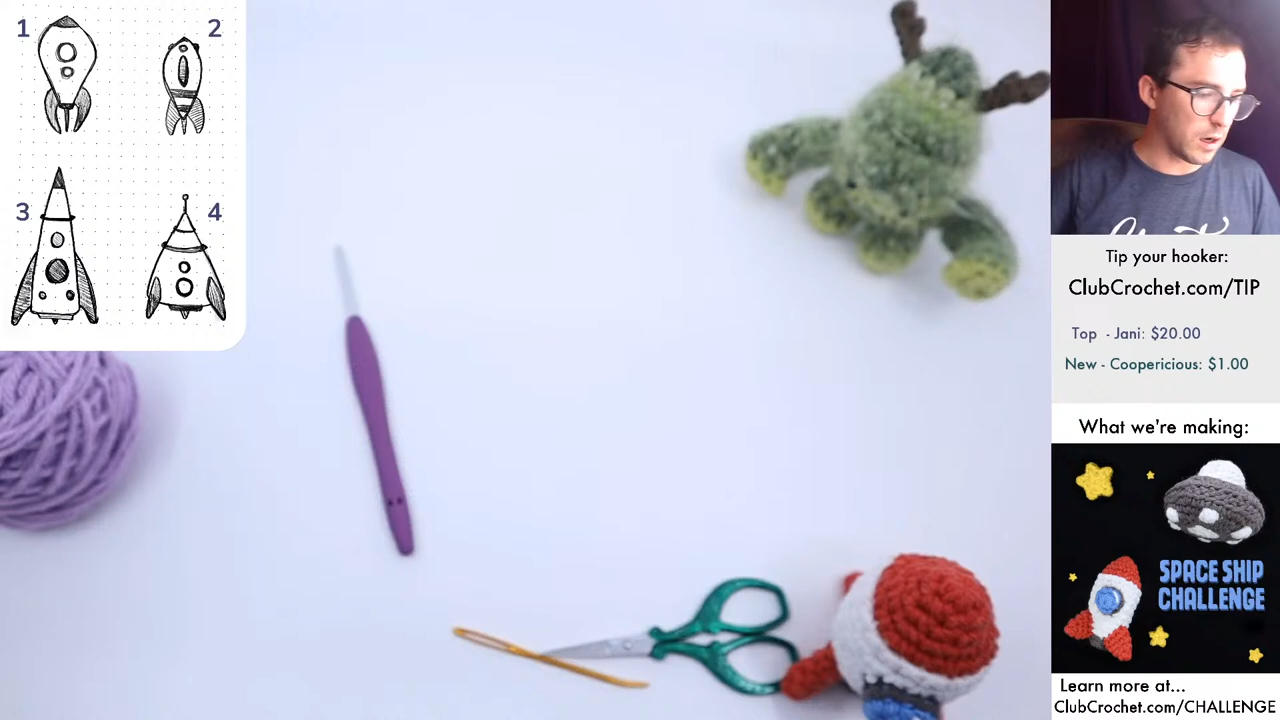 1
2
3
4
Tip your hooker:
ClubCrochet.com/TIP
Top - Jani: $20.00
New - Coopericious: $1.00
What we're making:
SPACE SHIP
CHALLENGE
Learn more at...
ClubCrochet.com/CHALLENGE